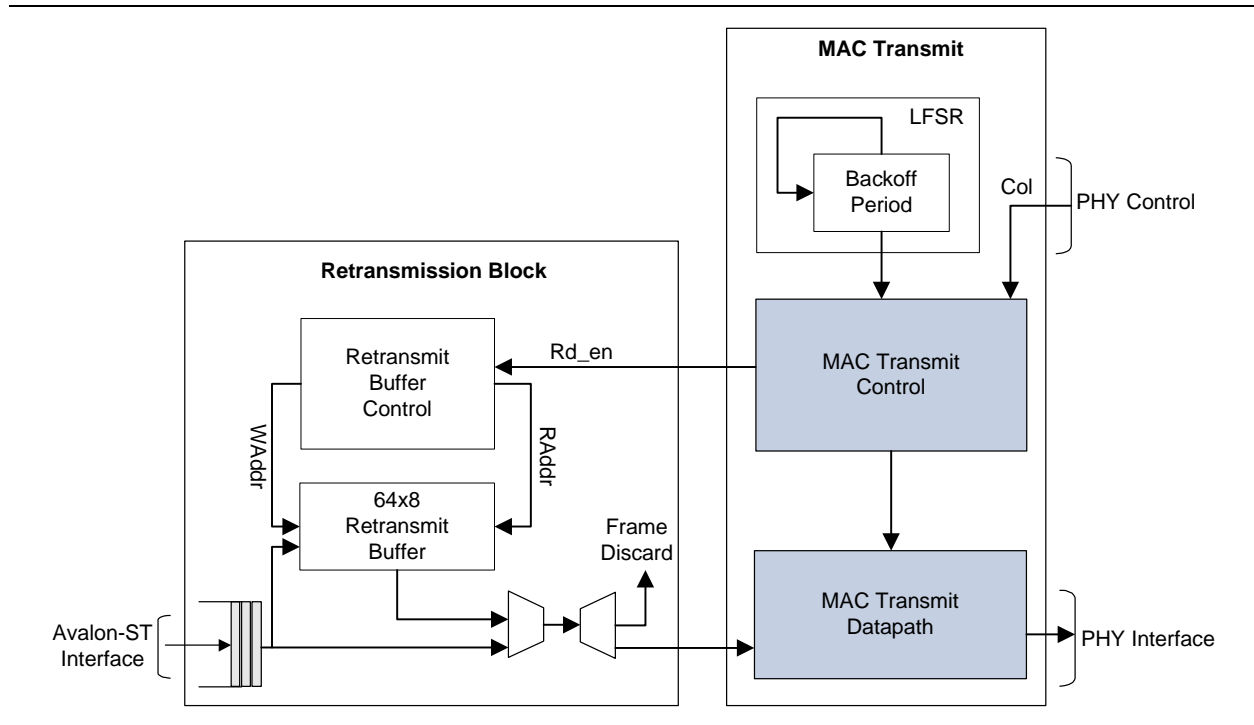 MAC Transmit
LFSR
Backoff
Period
Col
PHY Control
Retransmission Block
Retransmit
Buffer
Control
Rd_en
MAC Transmit
Control
WAddr
RAddr
64x8
Retransmit
Buffer
Frame
Discard
Avalon-ST
Interface
MAC Transmit
Datapath
PHY Interface